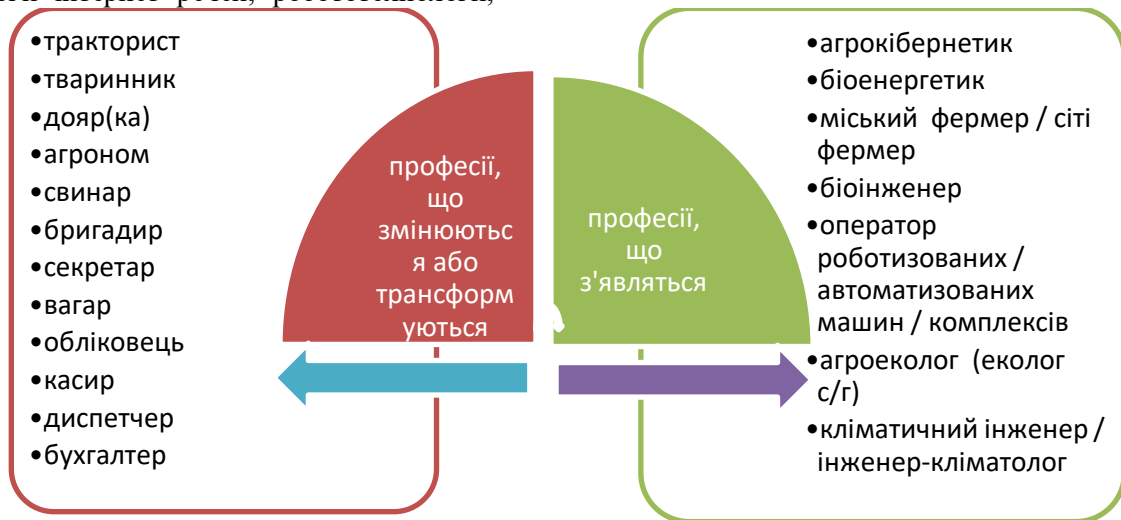 •тракторист
•тваринник
•дояр(ка)
•агроном
•свинар
•бригадир
•секретар
•вагар
•обліковець
•касир
•диспетчер
•бухгалтер
професії,
що
змінюютьс
я або
трансформ
уються
професії,
що
з'являться
•агрокібернетик
•біоенергетик
•міський фермер / сіті
фермер
•біоінженер
•оператор
роботизованих /
автоматизованих
машин / комплексів
•агроеколог (еколог
с/г)
•кліматичний інженер /
інженер-кліматолог